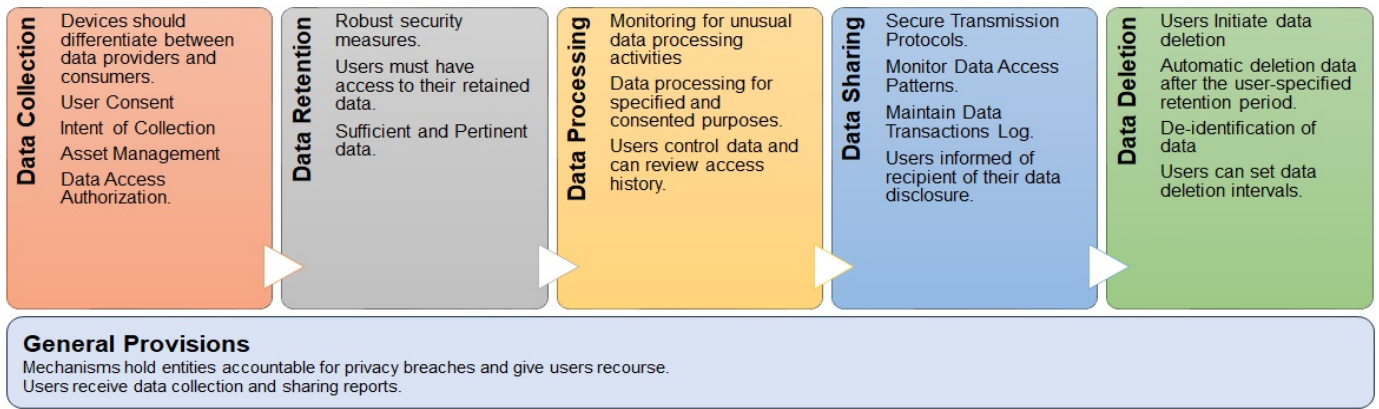 Data Collection
Devices should
differentiate between
data providers and
consumers.
User Consent
Intent of Collection
Asset Management
Data Access
Authorization.
Data Retention
Robust security
measures.
Users must have
access to their retained
data.
Sufficient and Pertinent
data.
Data Processing
Monitoring for unusual
data processing
activities
Data processing for
specified and
consented purposes.
Users control data and
can review access
history.
Data Sharing
Secure Transmission
Protocols.
Monitor Data Access
Patterns.
Maintain Data
Transactions Log.
Users informed of
recipient of their data
disclosure.
Data Deletion
Users Initiate data
deletion
Automatic deletion data
after the user-specified
retention period.
De-identification of
data
Users can set data
deletion intervals.
General Provisions
Mechanisms hold entities accountable for privacy breaches and give users recourse.
Users receive data collection and sharing reports.